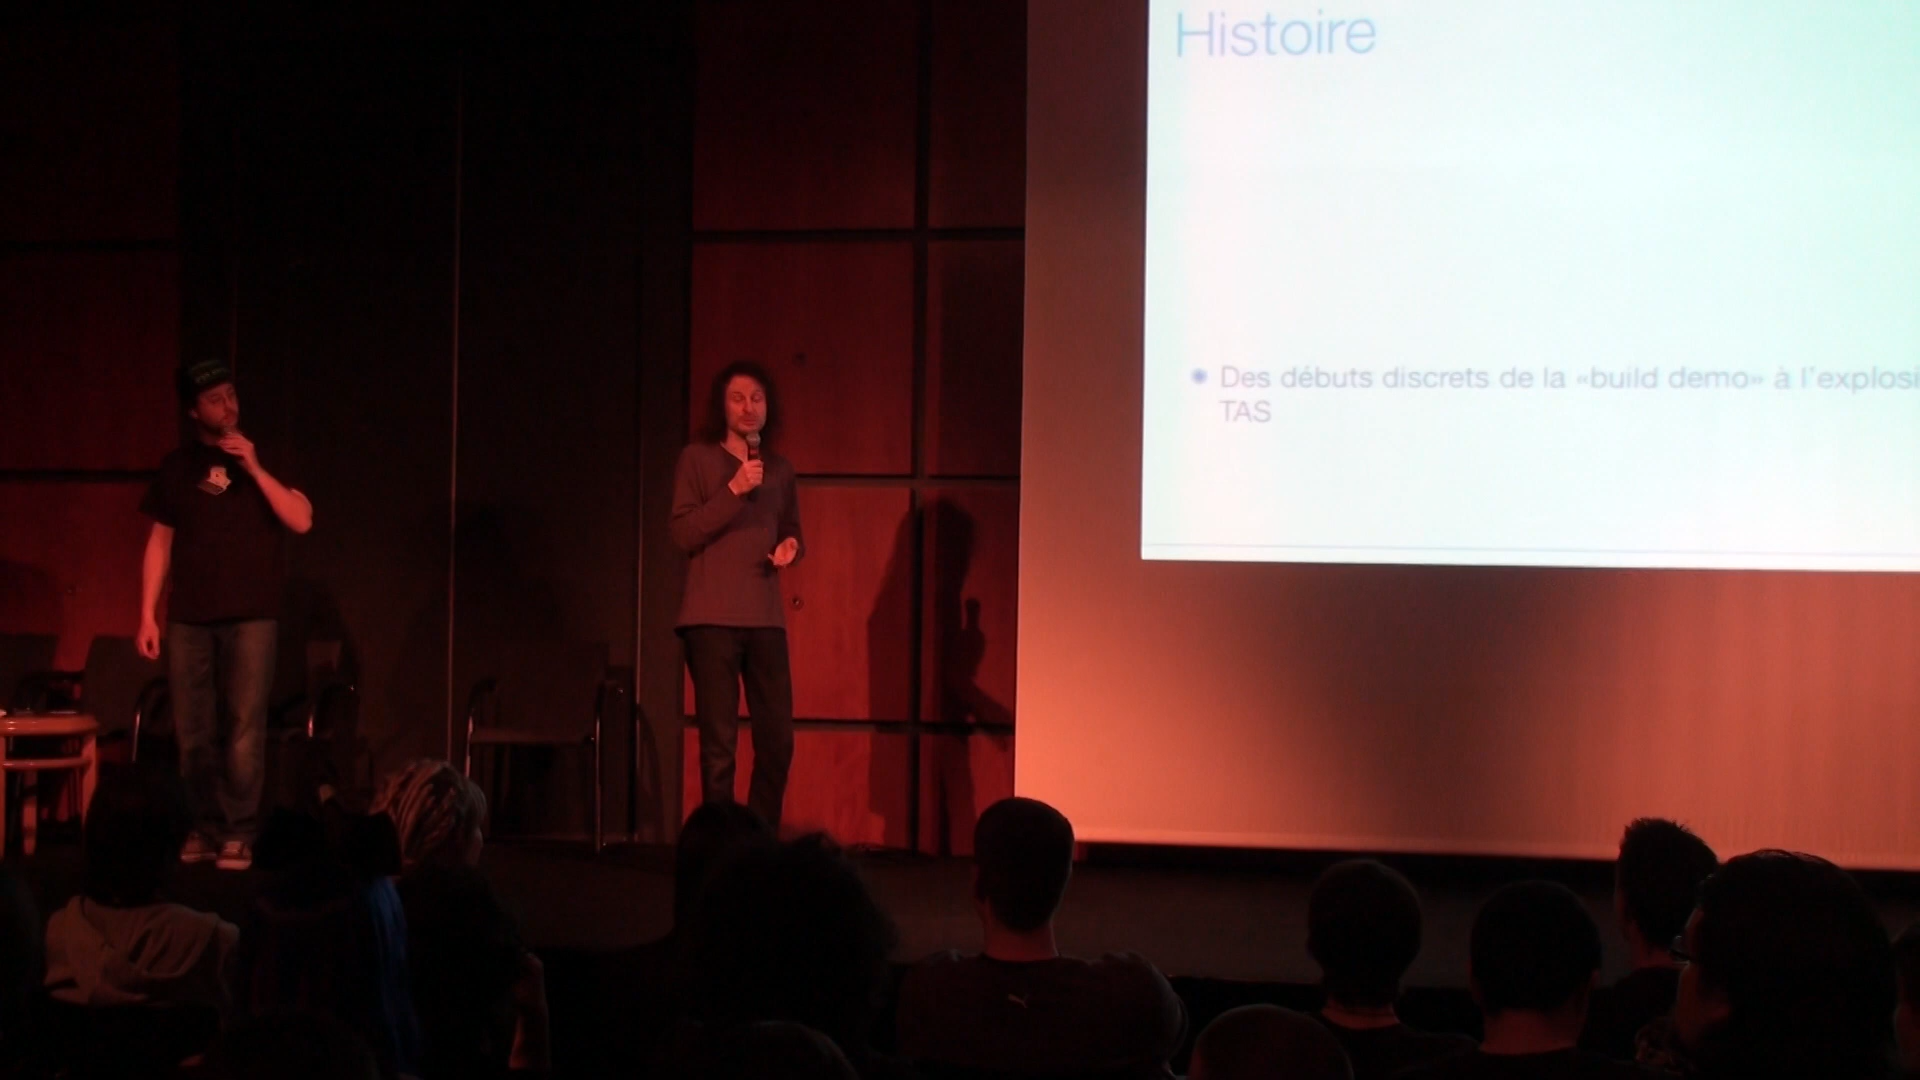 Histoire
• Des débuts discrets de la «build demo» à l'explosi
TAS